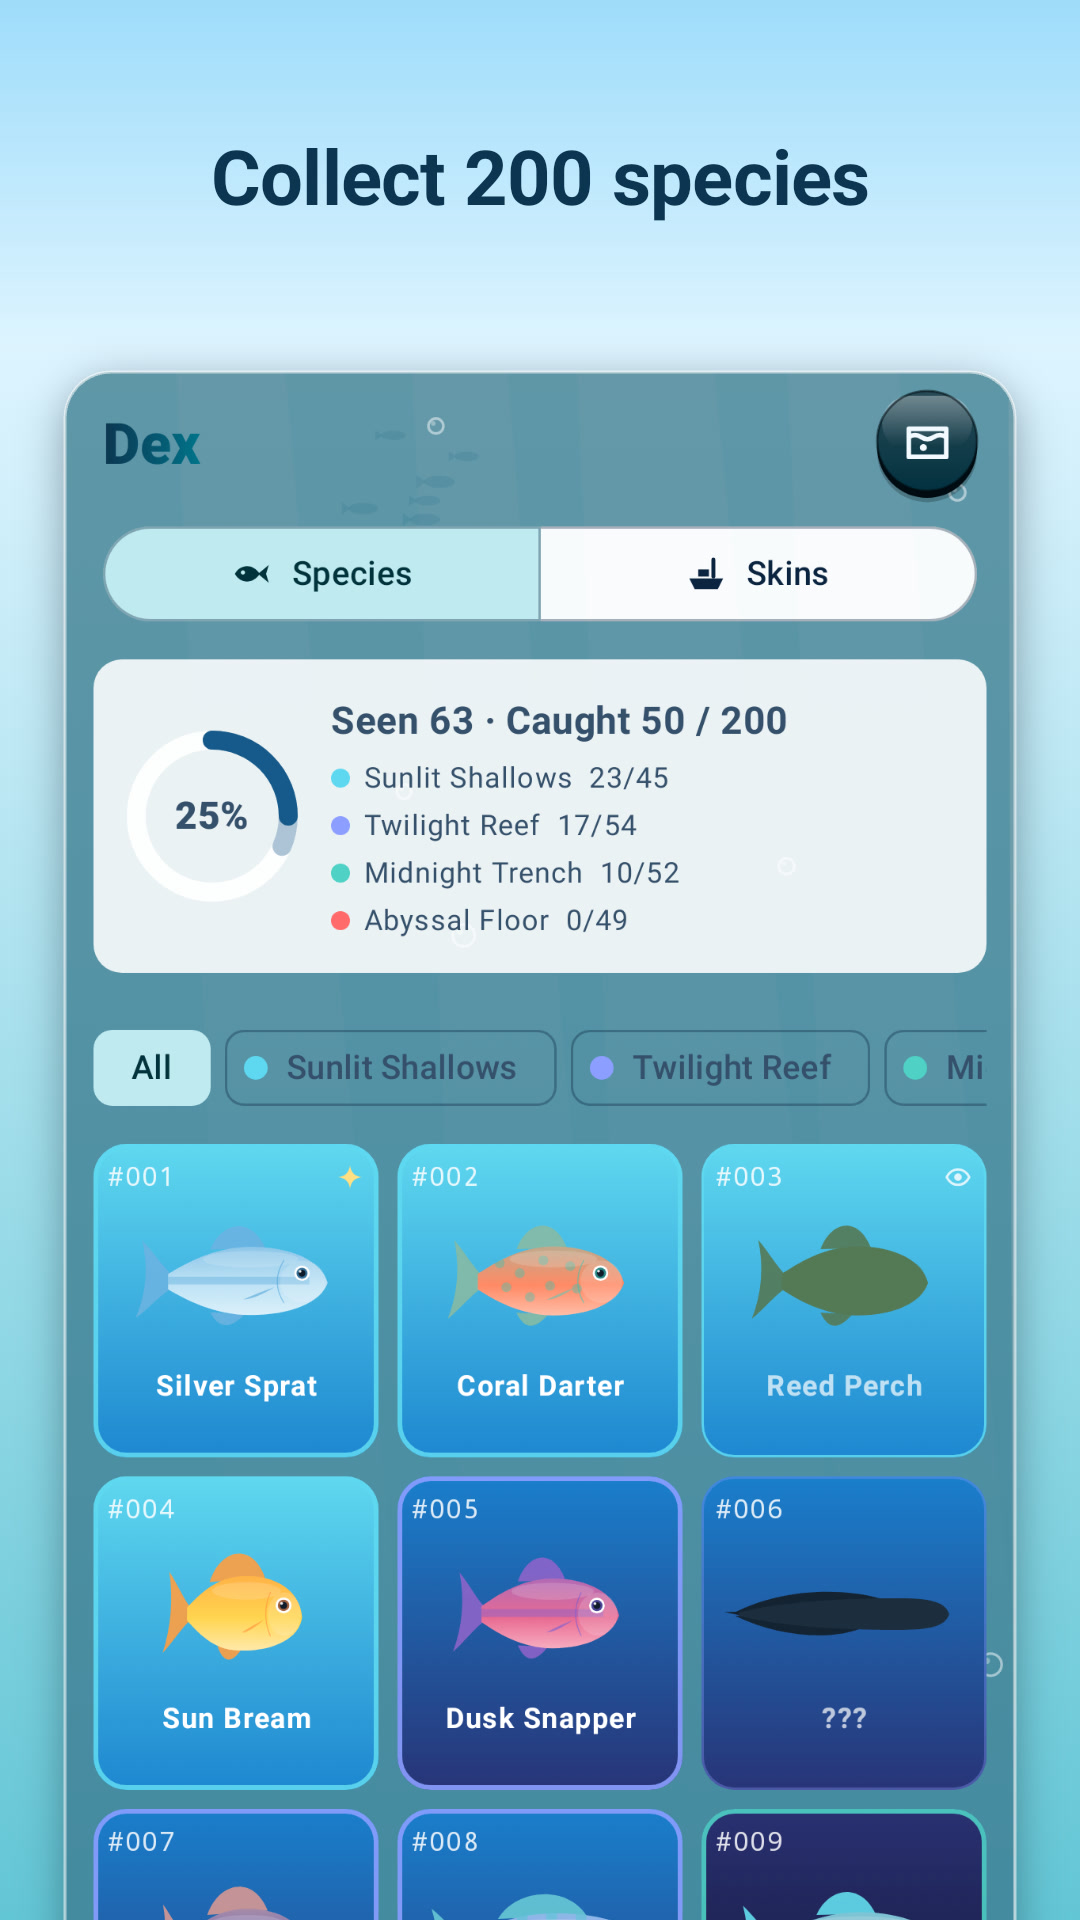 Collect 200 species
Dex
Species
Skins
Seen 63 · Caught 50 / 200
25%
Sunlit Shallows 23/45
Twilight Reef 17/54
Midnight Trench 10/52
Abyssal Floor 0/49
All
Sunlit Shallows
Twilight Reef
Mi
#001
#002
#003
Silver Sprat
Coral Darter
Reed Perch
#004
#005
#006
Sun Bream
Dusk Snapper
???
#007
#008
#009